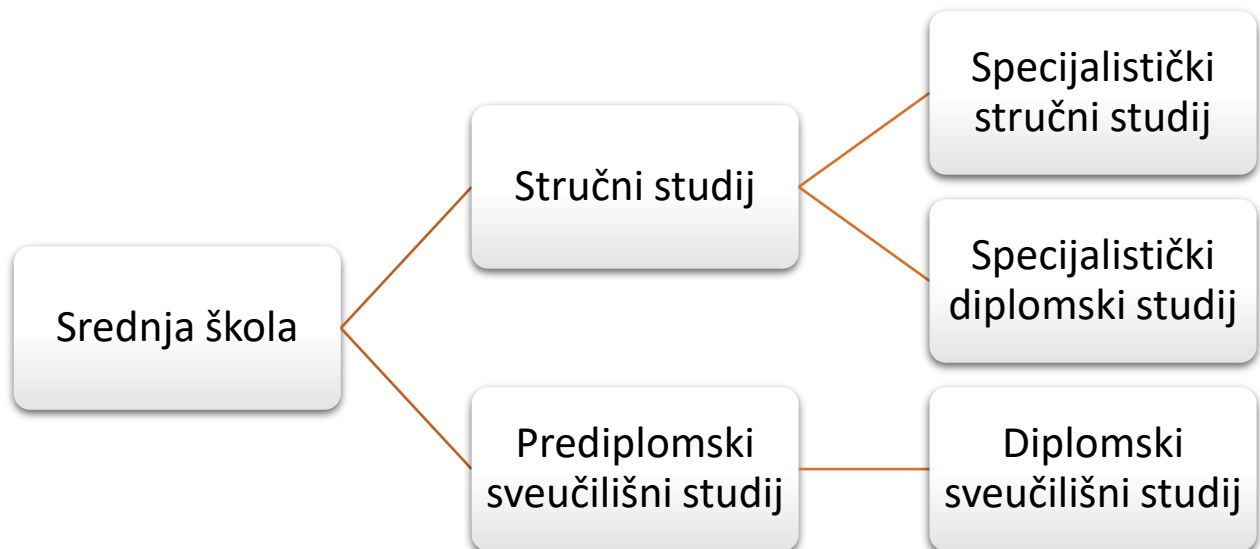 Srednja škola
Stručni studij
Specijalistički
stručni studij
Specijalistički
diplomski studij
Prediplomski
sveučilišni studij
Diplomski
sveučilišni studij